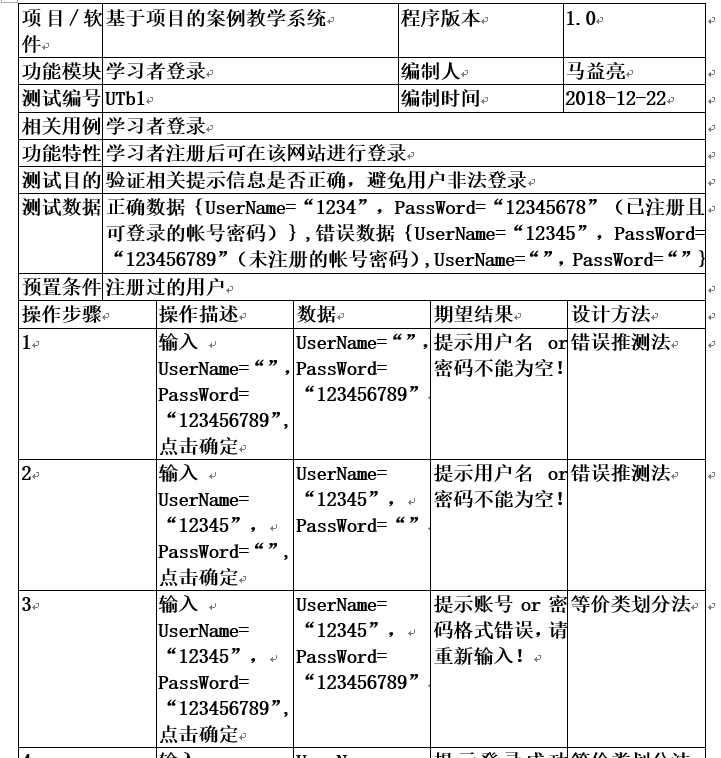 项目/软 基于项目的案例教学系统 程序版本 1.0
件
功能模块 学习者登录 编制人 马益亮
测试编号 UTb1 编制时间 2018-12-22
相关用例 学习者登录
功能特性 学习者注册后可在该网站进行登录
测试目的 验证相关提示信息是否正确，避免用户非法登录
测试数据 正确数据｛UserName=“1234”，PassWord=“12345678”（已注册且
可登录的帐号密码）｝,错误数据｛UserName=“12345”，PassWord=
“123456789”（未注册的帐号密码）,UserName=“”，PassWord=“”｝
预置条件 注册过的用户
操作步骤 操作描述 数据 期望结果 设计方法
1
输入
UserName=“”，
PassWord=
“123456789”，
点击确定
UserName=“”，
PassWord=
“123456789”
提示用户名 or
密码不能为空！
错误推测法
2
输入
UserName=
“12345”，
PassWord=“”，
点击确定
UserName=
“12345”，
PassWord=“”
提示用户名 or
密码不能为空！
错误推测法
3
输入
UserName=
“12345”，
PassWord=
“123456789”，
点击确定
UserName=
“12345”，
PassWord=
“123456789”
提示账号 or 密
码格式错误，请
重新输入！
等价类划分法